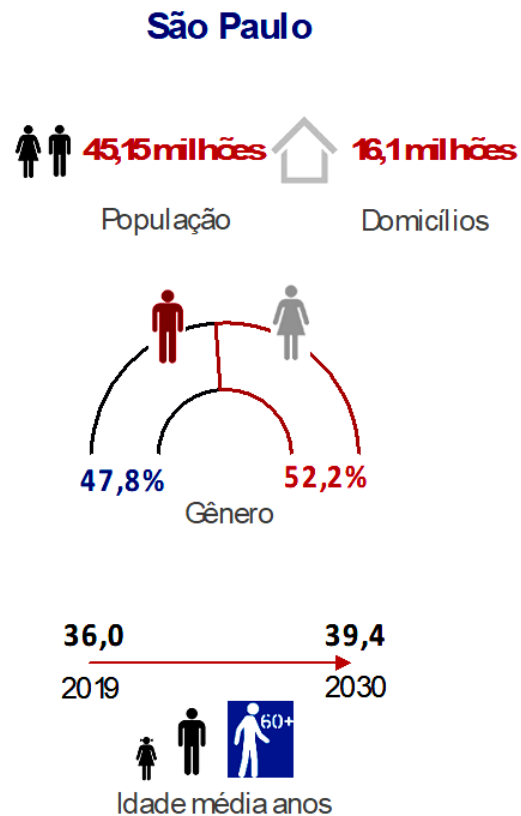 São Paulo
45,15 milhões 16,1 milhões
População Domicílios
47,8% 52,2%
Gênero
36,0 39,4
2019 2030
60+
Idade média anos